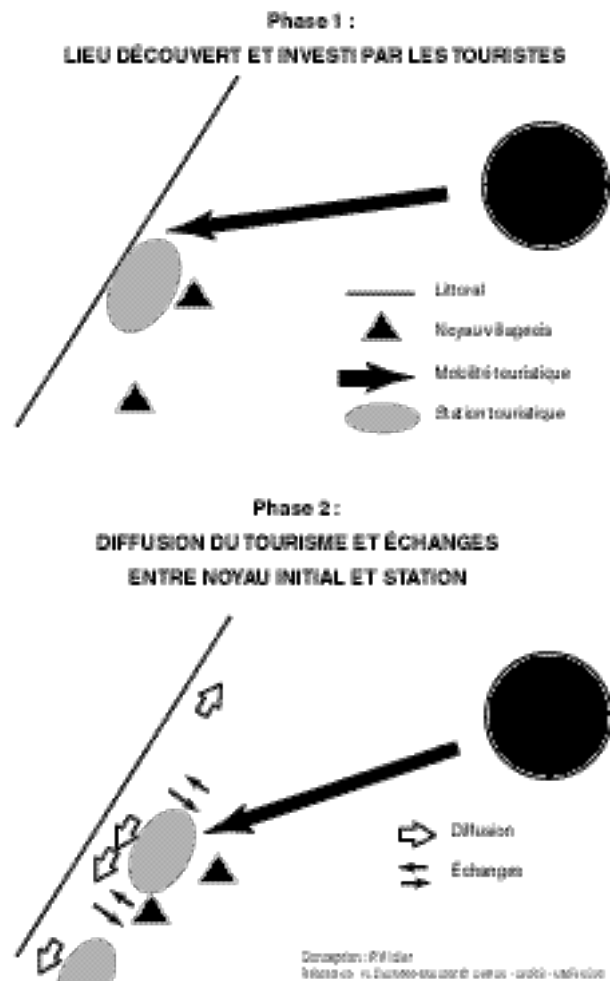 Phase 1 :
LIEU DÉCOUVERT ET INVESTI PAR LES TOURISTES
Littoral
Noyau villageois
Mobilité touristique
Station touristique
Phase 2 :
DIFFUSION DU TOURISME ET ÉCHANGES
ENTRE NOYAU INITIAL ET STATION
Diffusion
Échanges
Conception :